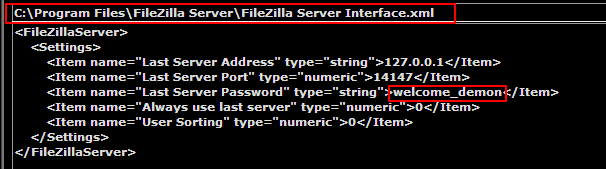 C:\Program Files\FileZilla Server\FileZilla Server Interface.xml
<FileZillaServer>
<Settings>
<Item name="Last Server Address" type="string">127.0.0.1</Item>
<Item name="Last Server Port" type="numeric">14147</Item>
<Item name="Last Server Password" type="string">welcome_demon</Item>
<Item name="Always use last server" type="numeric">0</Item>
<Item name="User Sorting" type="numeric">0</Item>
</Settings>
</FileZillaServer>